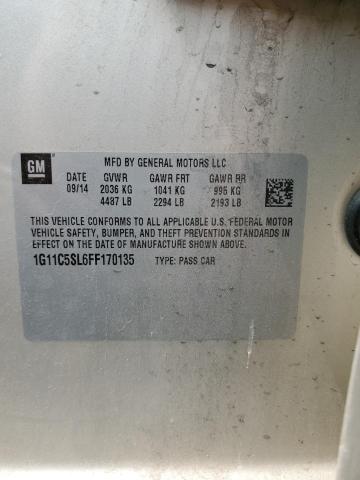 GM
MFD BY GENERAL MOTORS LLC
DATE GVWR GAWR FRT GAWR RR
09/14 2036 KG 1041 KG 995 KG
4487 LB 2294 LB 2193 LB
THIS VEHICLE CONFORMS TO ALL APPLICABLE U.S. FEDERAL MOTOR
VEHICLE SAFETY, BUMPER, AND THEFT PREVENTION STANDARDS
IN EFFECT ON THE DATE OF MANUFACTURE SHOWN ABOVE.
1G11C5SL6FF170135 TYPE: PASS CAR